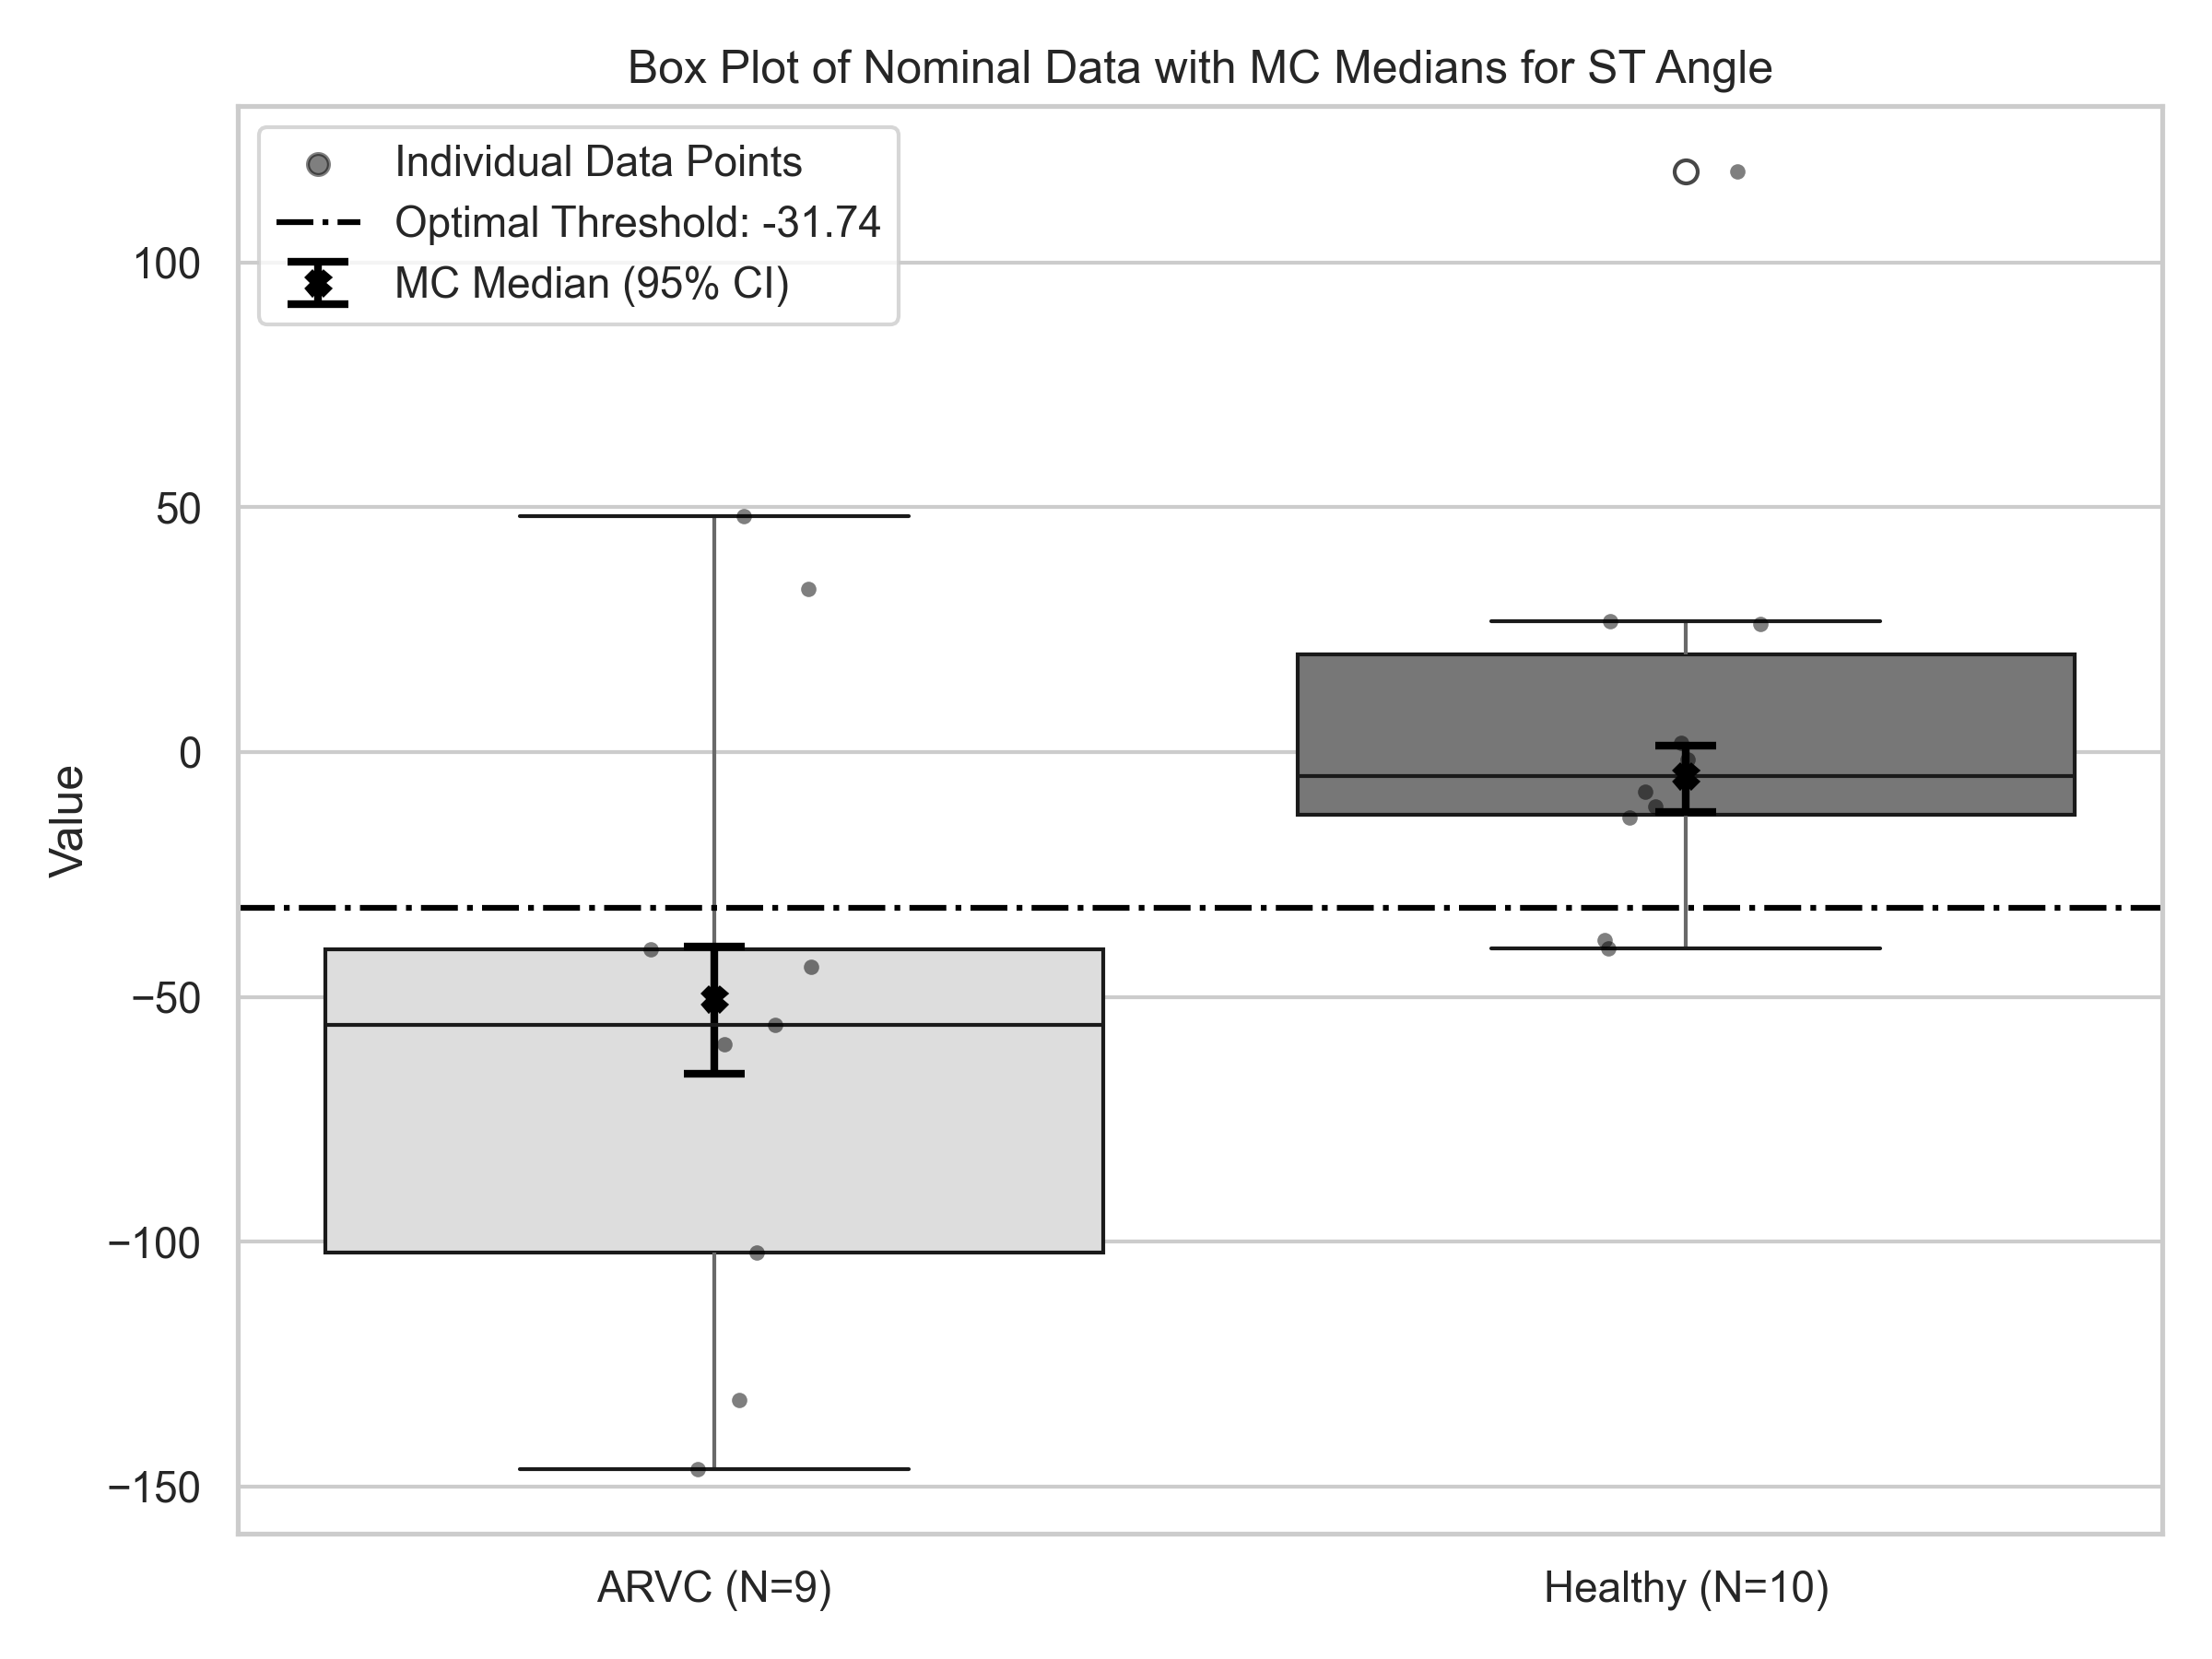 Box Plot of Nominal Data with MC Medians for ST Angle
Individual Data Points
Optimal Threshold: -31.74
MC Median (95% CI)
100
50
0
−50
−100
−150
Value
ARVC (N=9)
Healthy (N=10)